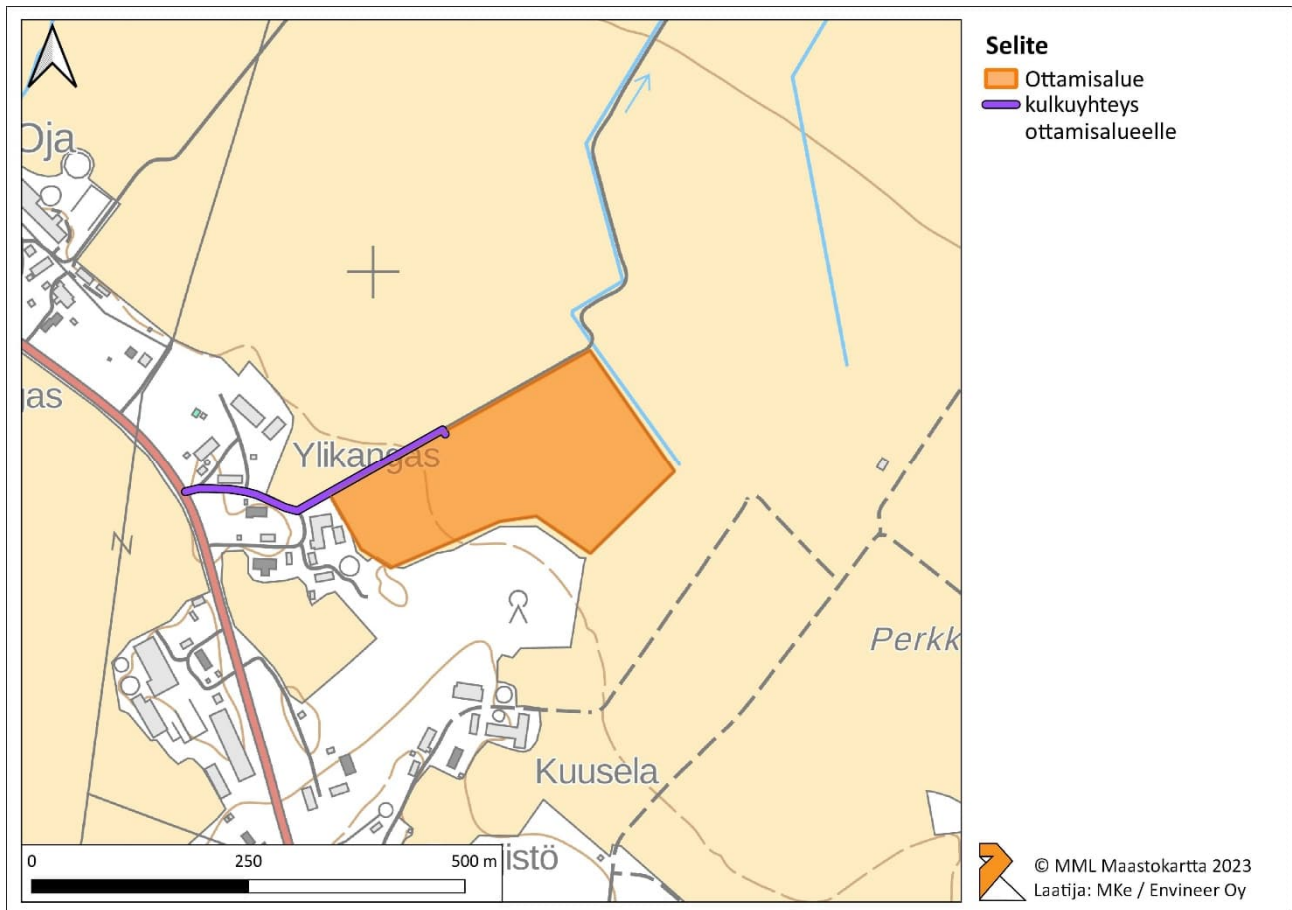 Selite
Ottamisalue
kulkuyhteys
ottamisalueelle
Oja
gas
Ylikangas
N
Perkk
Kuusela
istö
0 250 500 m
© MML Maastokartta 2023
Laatija: MKe / Envineer Oy